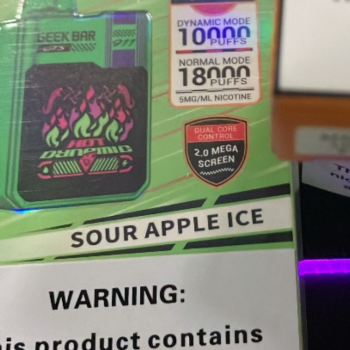 GEEK BAR
DYNAMIC MODE
10000
PUFFS
NORMAL MODE
18000
PUFFS
5MG/ML NICOTINE
HOT
DYNAMIC
DUAL CORE
CONTROL
2.0 MEGA
SCREEN
SOUR APPLE ICE
WARNING:
his product contains